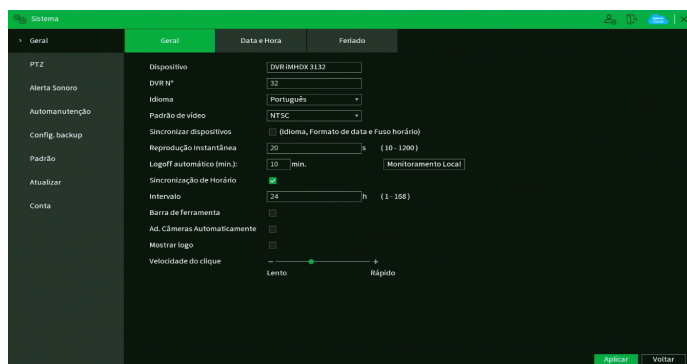 Sistema
Geral
PTZ
Alerta Sonoro
Automanutenção
Config. backup
Padrão
Atualizar
Conta
Geral Data e Hora Feriado
Dispositivo DVR iMHDX 3132
DVR N° 32
Idioma Português
Padrão de vídeo NTSC
Sincronizar dispositivos (Idioma, Formato de data e Fuso horário)
Reprodução Instantânea 20 s (10 - 1200)
Logoff automático (min.): 10 min. Monitoramento Local
Sincronização de Horário
Intervalo 24 h (1 - 168)
Barra de ferramenta
Ad. Câmeras Automaticamente
Mostrar logo
Velocidade do clique - +
Lento Rápido
Aplicar Voltar